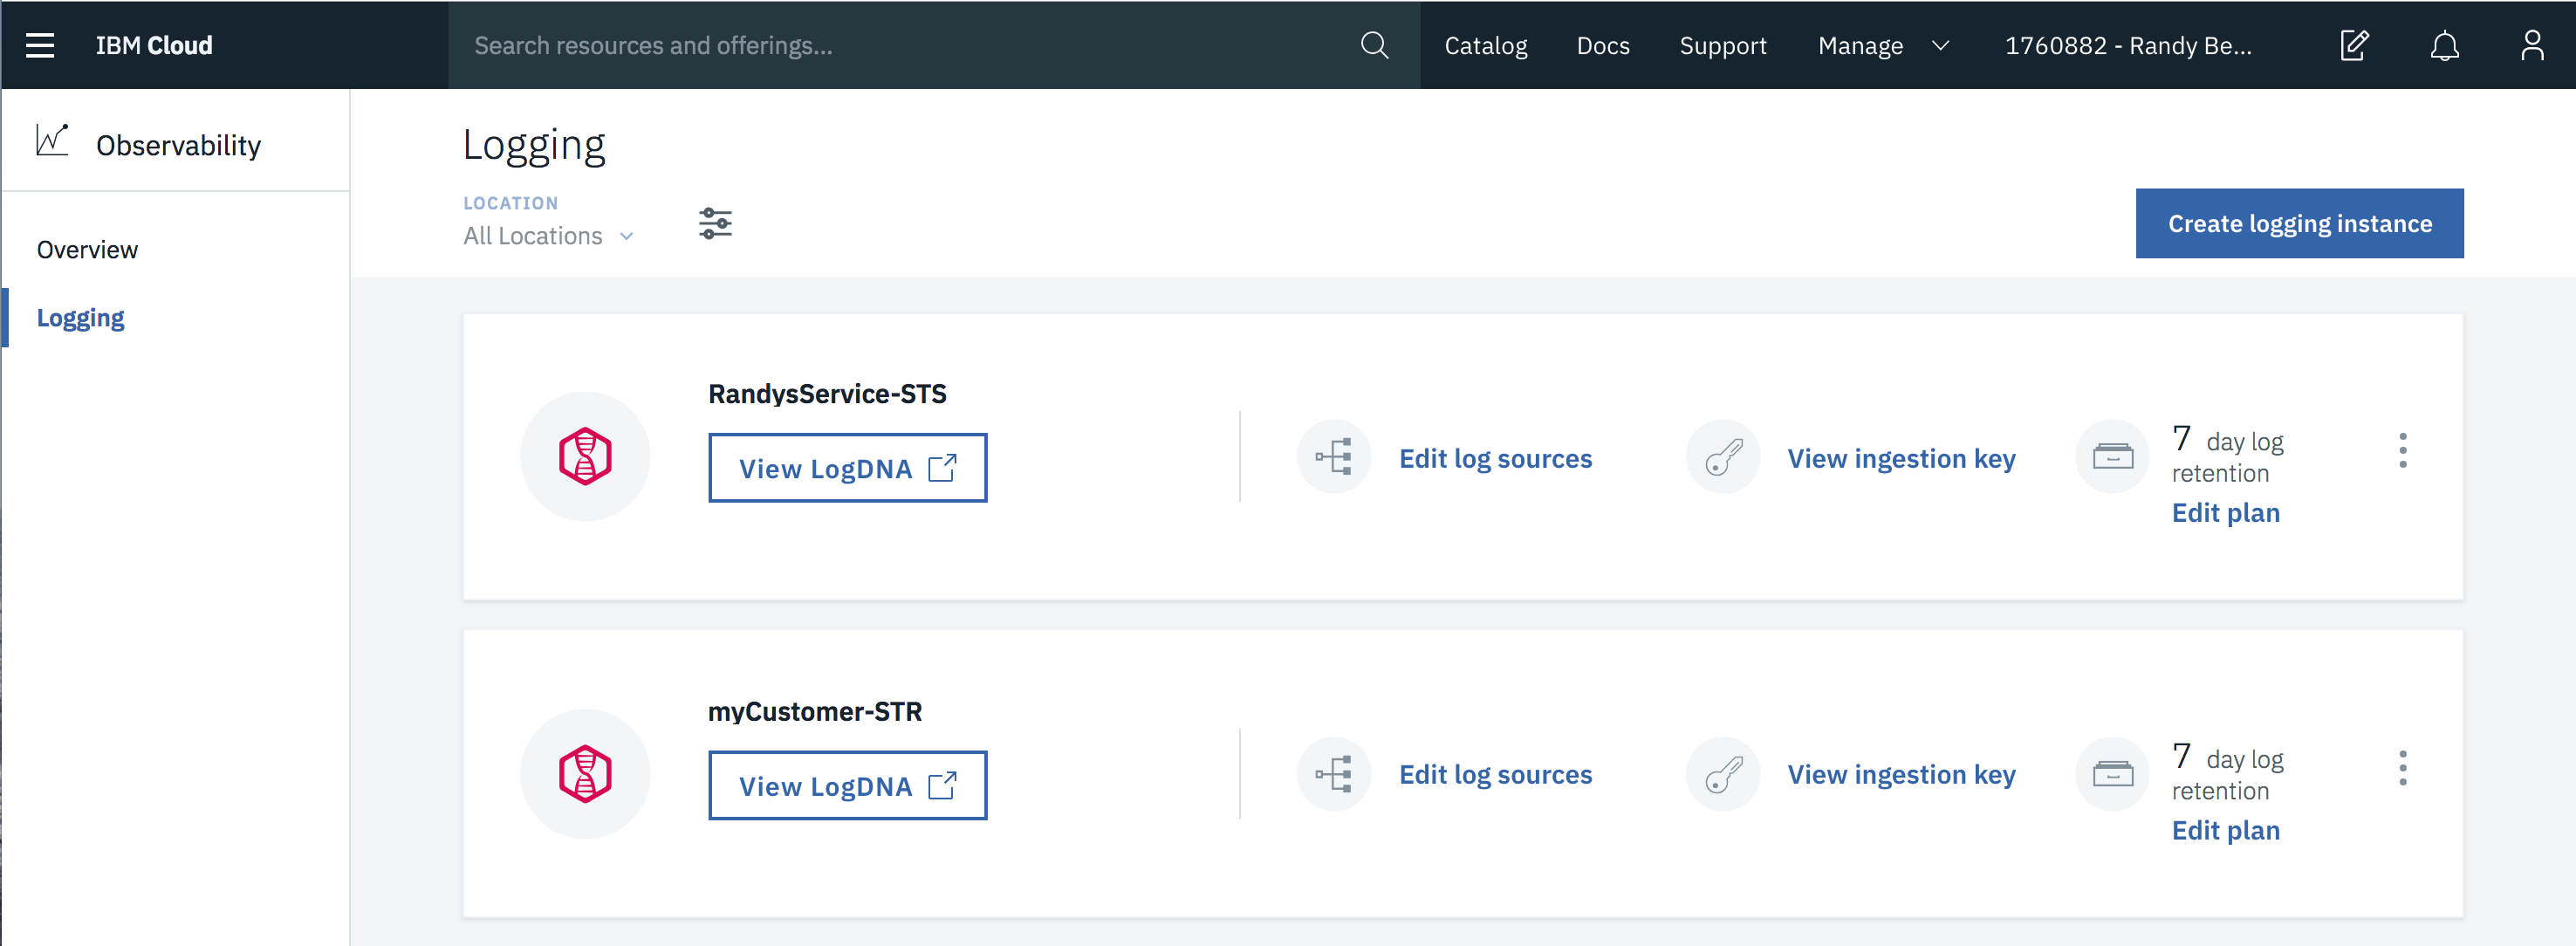 IBM Cloud
Search resources and offerings...
Catalog
Docs
Support
Manage
1760882 - Randy Be...
Observability
Overview
Logging
Logging
LOCATION
All Locations
Create logging instance
RandysService-STS
View LogDNA
Edit log sources
View ingestion key
7 day log
retention
Edit plan
myCustomer-STR
View LogDNA
Edit log sources
View ingestion key
7 day log
retention
Edit plan